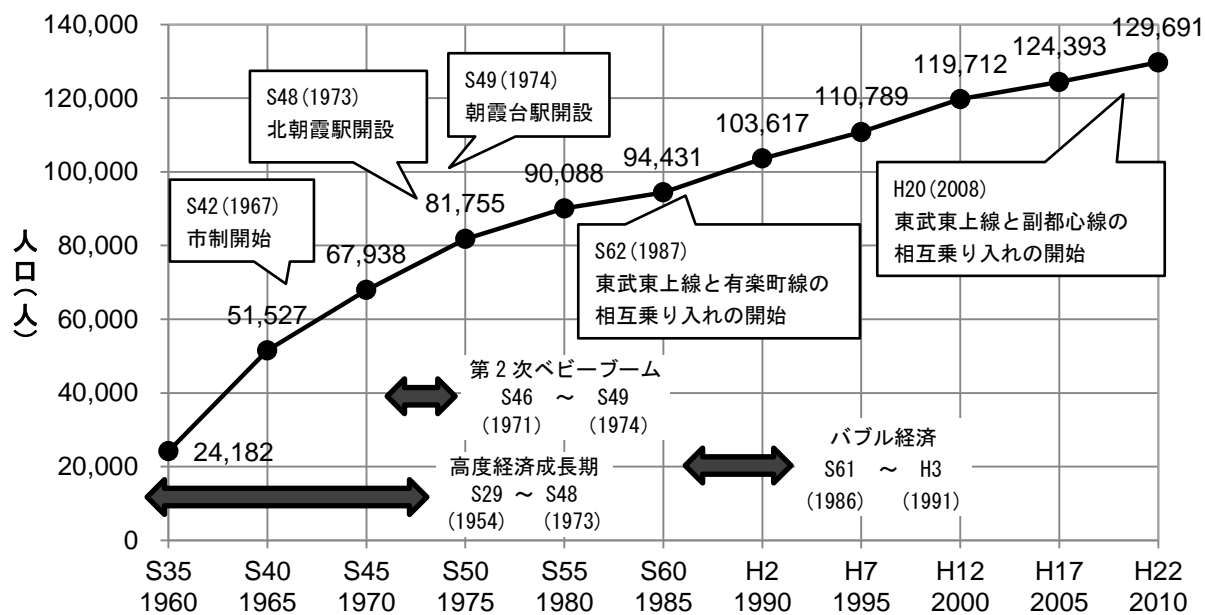 140,000
120,000
100,000
80,000
60,000
40,000
20,000
0
人口（人）
24,182
51,527
67,938
81,755
90,088
94,431
103,617
110,789
119,712
124,393
129,691
S42(1967)
市制開始
S48(1973)
北朝霞駅開設
S49(1974)
朝霞台駅開設
S62(1987)
東武東上線と有楽町線の
相互乗り入れの開始
H20(2008)
東武東上線と副都心線の
相互乗り入れの開始
第2次ベビーブーム
S46 ～ S49
(1971) (1974)
高度経済成長期
S29 ～ S48
(1954) (1973)
バブル経済
S61 ～ H3
(1986) (1991)
S35 S40 S45 S50 S55 S60 H2 H7 H12 H17 H22
1960 1965 1970 1975 1980 1985 1990 1995 2000 2005 2010